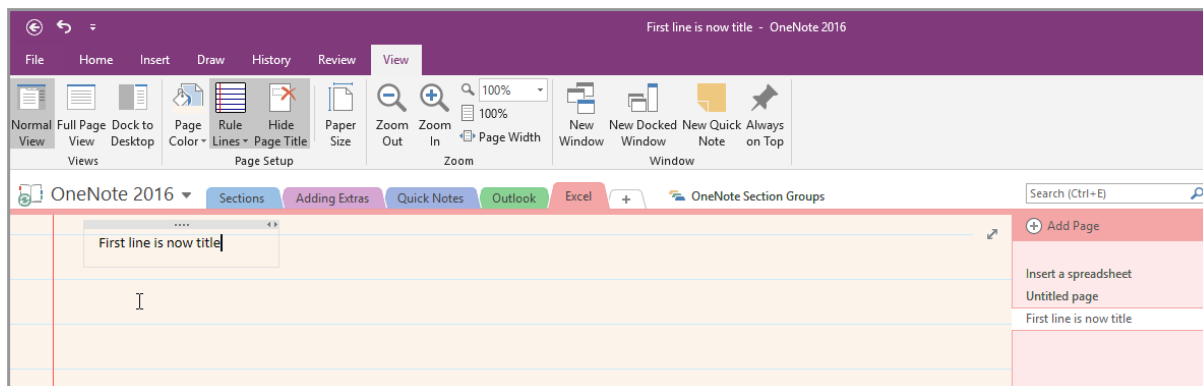 First line is now title - OneNote 2016
File Home Insert Draw History Review View
Normal View
Full Page View
Dock to Desktop
Page Color
Rule Lines
Hide Page Title
Paper Size
Zoom Out
Zoom In
100%
100%
Page Width
New Window
New Docked Window
New Quick Note
Always on Top
Views Page Setup Zoom Window
OneNote 2016 Sections Adding Extras Quick Notes Outlook Excel + OneNote Section Groups Search (Ctrl+E)
First line is now title
Add Page
Insert a spreadsheet
Untitled page
First line is now title